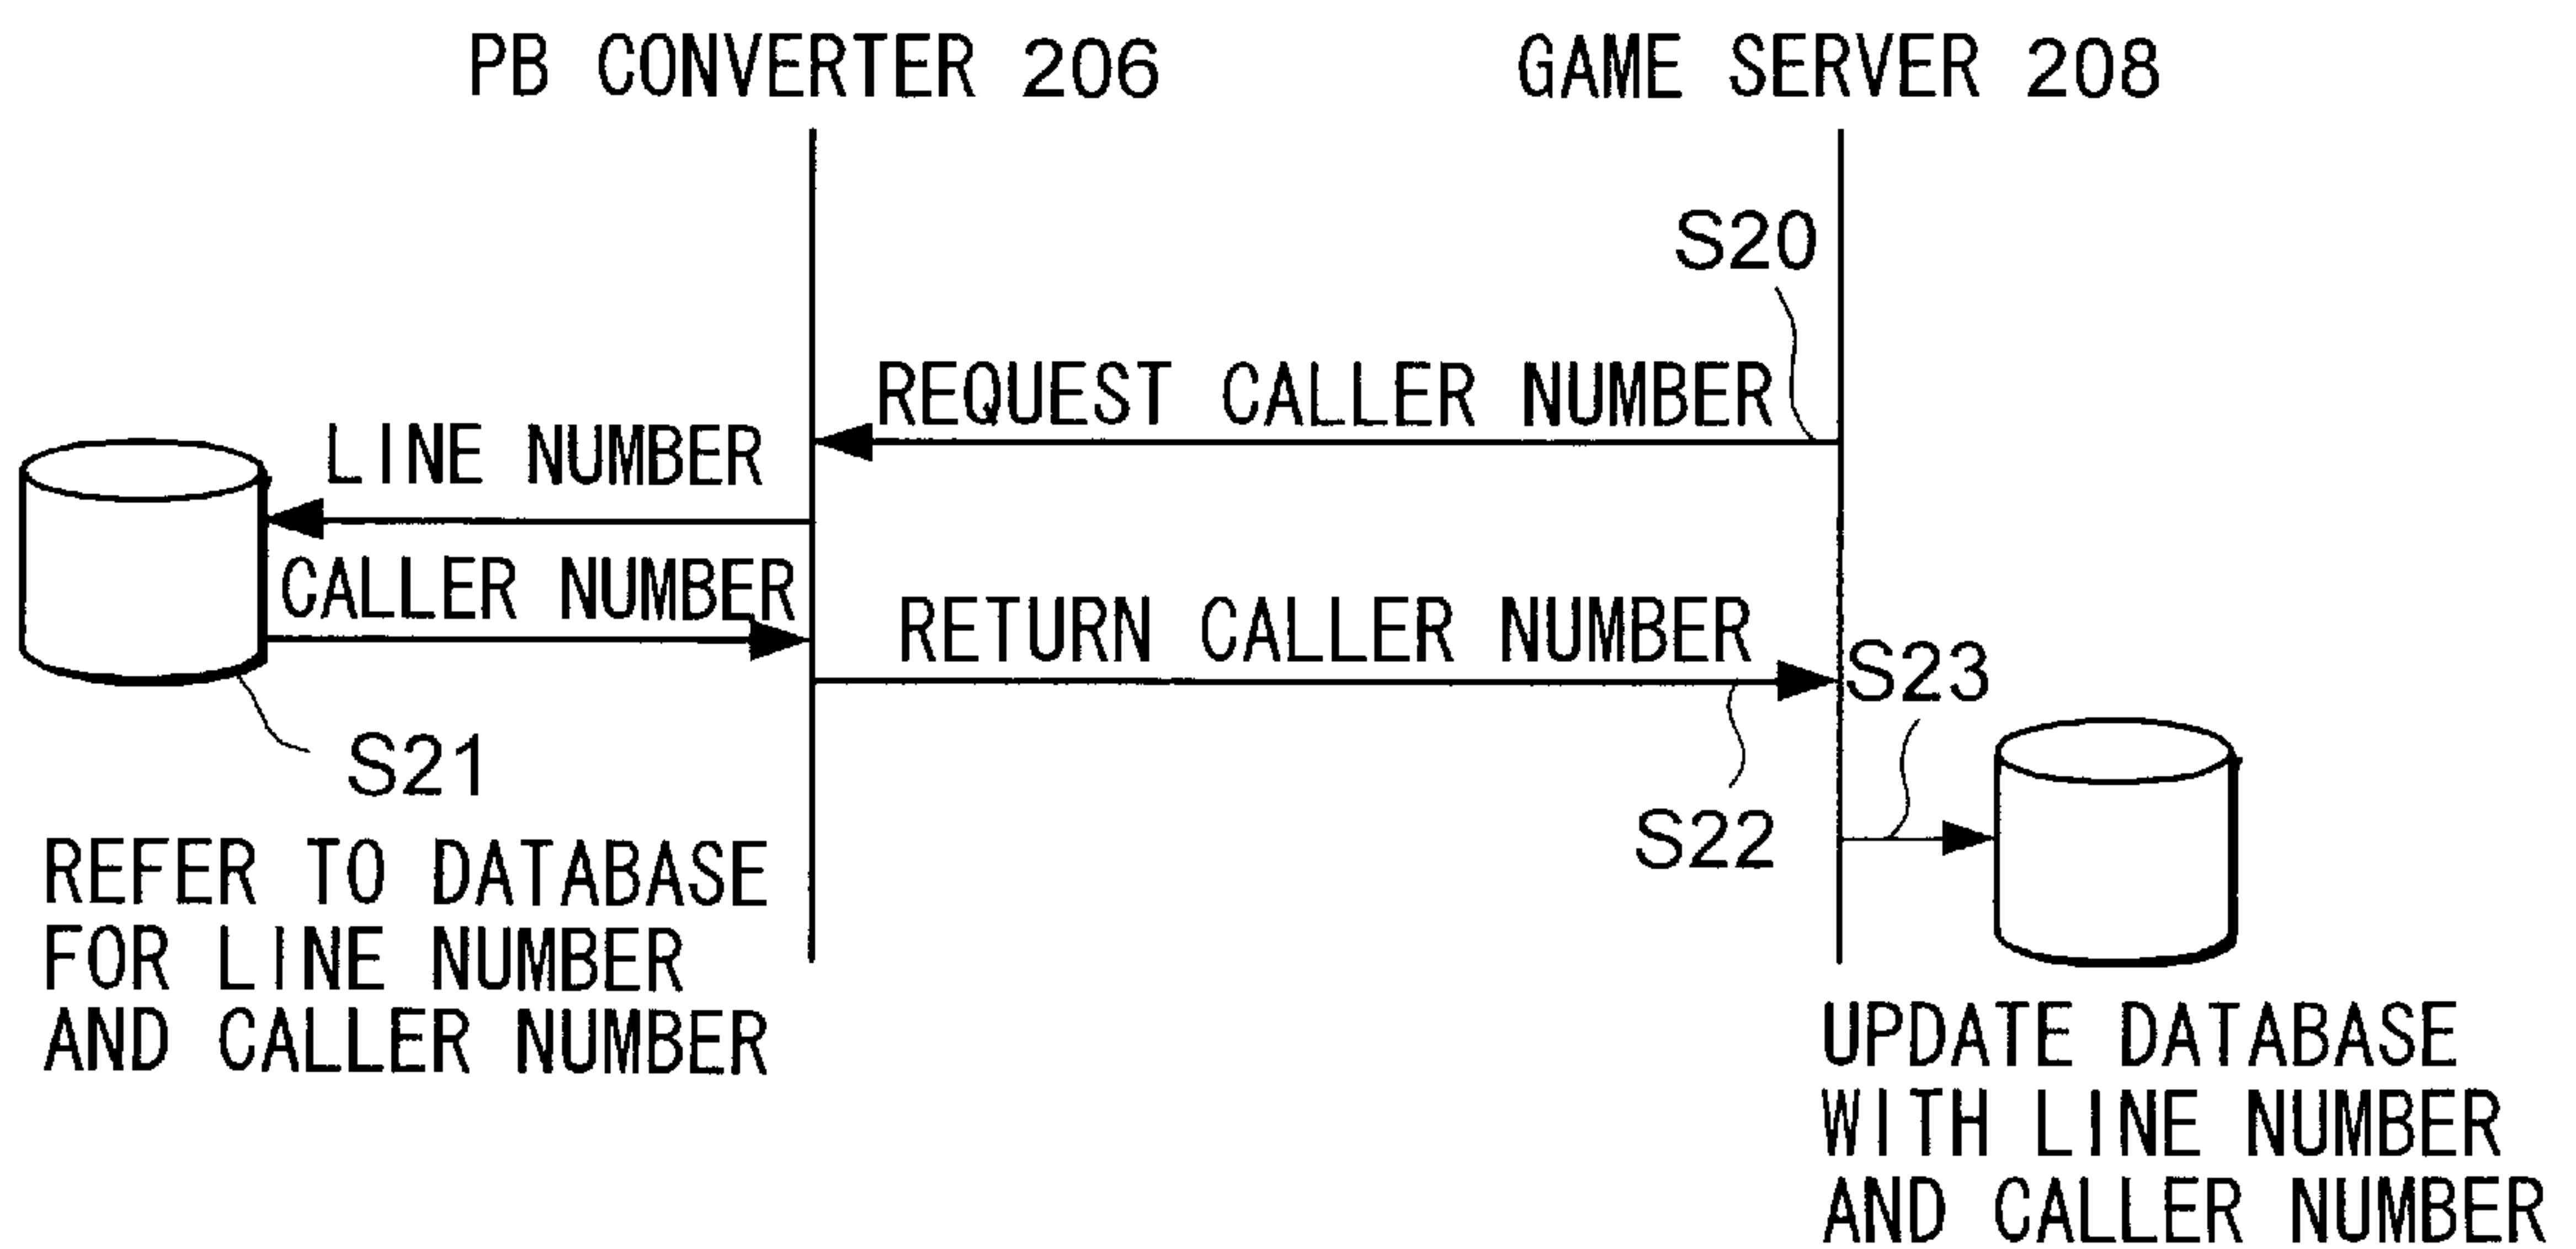 PB CONVERTER 206
GAME SERVER 208
S20
REQUEST CALLER NUMBER
LINE NUMBER
CALLER NUMBER
RETURN CALLER NUMBER
S23
S21
S22
REFER TO DATABASE
FOR LINE NUMBER
AND CALLER NUMBER
UPDATE DATABASE
WITH LINE NUMBER
AND CALLER NUMBER